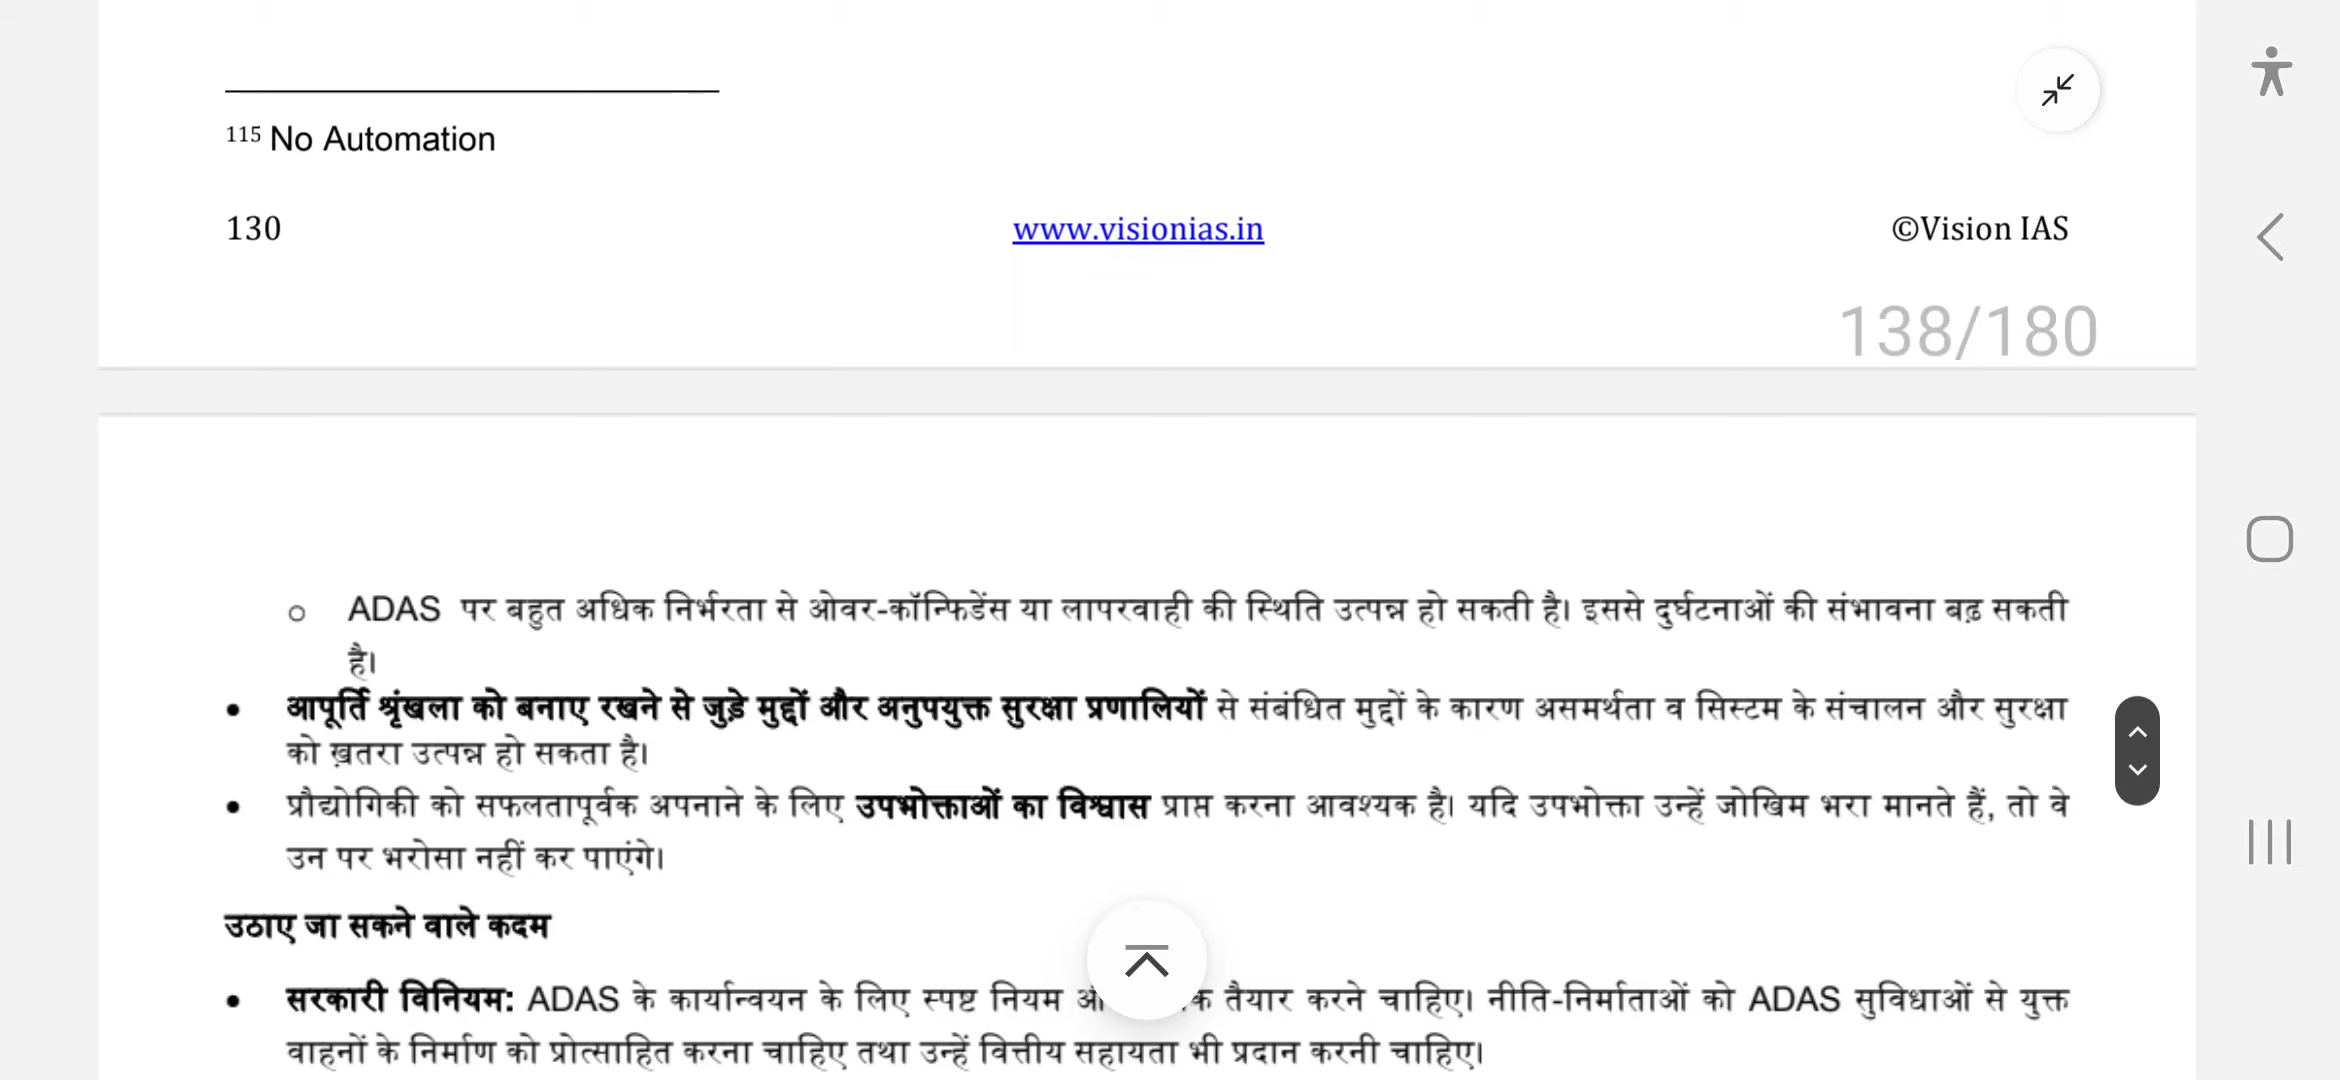 115 No Automation
130 www.visionias.in ©Vision IAS
138/180
o ADAS पर बहुत अधिक निर्भरता से ओवर-कॉन्फिडेंस या लापरवाही की स्थिति उत्पन्न हो सकती है। इससे दुर्घटनाओं की संभावना बढ़ सकती
है।
• आपूर्ति श्रृंखला को बनाए रखने से जुड़े मुद्दों और अनुपयुक्त सुरक्षा प्रणालियों से संबंधित मुद्दों के कारण असमर्थता व सिस्टम के संचालन और सुरक्षा
को ख़तरा उत्पन्न हो सकता है।
• प्रौद्योगिकी को सफलतापूर्वक अपनाने के लिए उपभोक्ताओं का विश्वास प्राप्त करना आवश्यक है। यदि उपभोक्ता उन्हें जोखिम भरा मानते हैं, तो वे
उन पर भरोसा नहीं कर पाएंगे।
उठाए जा सकने वाले कदम
• सरकारी विनियम: ADAS के कार्यान्वयन के लिए स्पष्ट नियम तैयार करने चाहिए। नीति-निर्माताओं को ADAS सुविधाओं से युक्त
वाहनों के निर्माण को प्रोत्साहित करना चाहिए तथा उन्हें वित्तीय सहायता भी प्रदान करनी चाहिए।